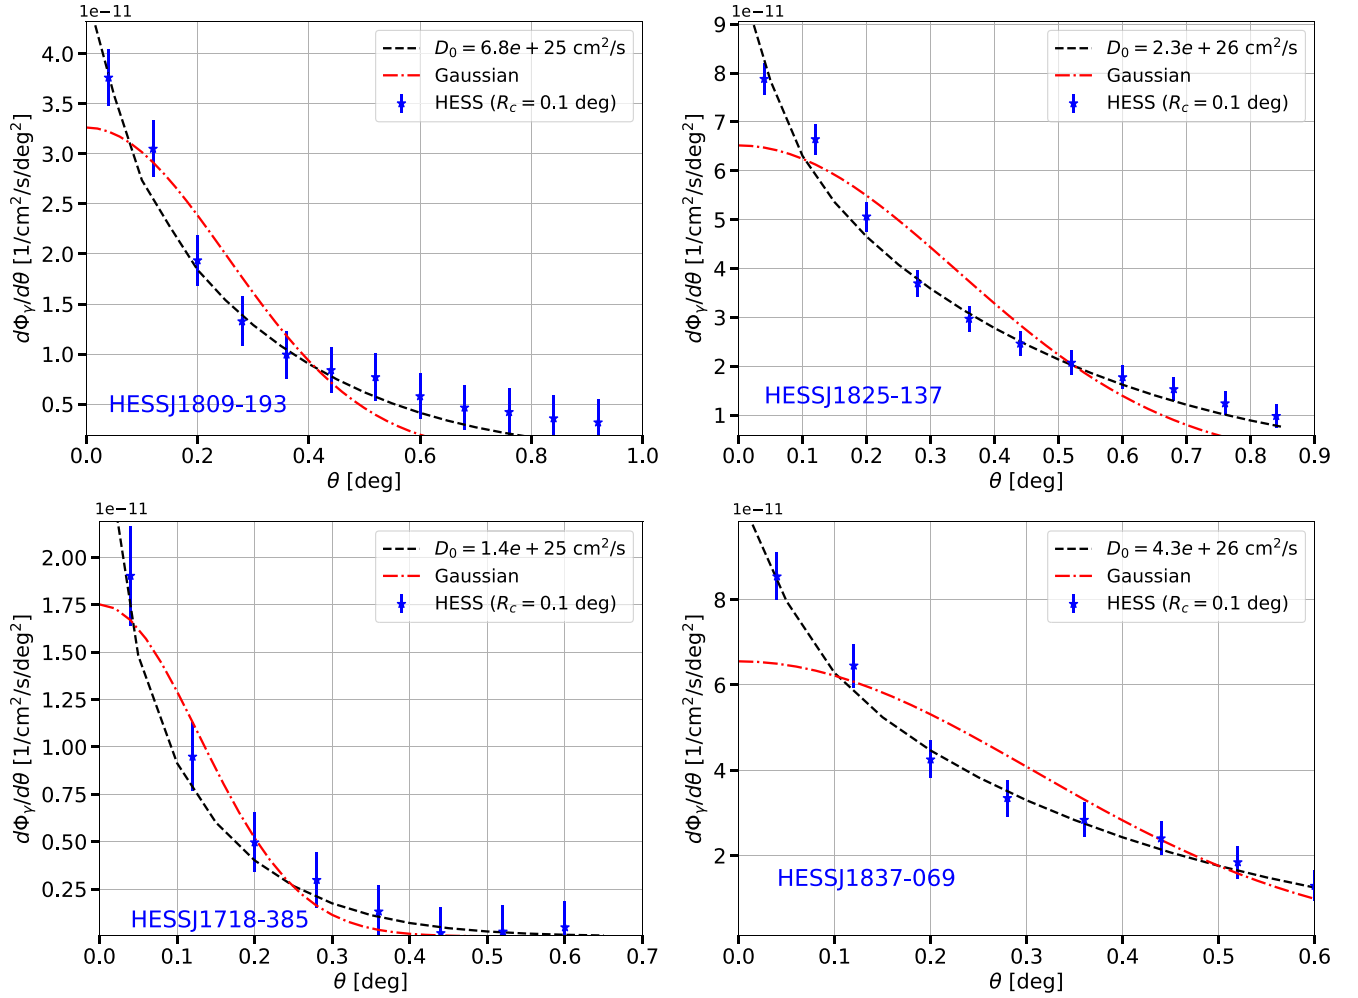 1e−11
4.0
3.5
3.0
2.5
2.0
1.5
1.0
0.5
dΦγ/dθ [1/cm²/s/deg²]
D₀ = 6.8e + 25 cm²/s
Gaussian
HESS (R_c = 0.1 deg)
HESSJ1809-193
0.0 0.2 0.4 0.6 0.8 1.0
θ [deg]
1e−11
9
8
7
6
5
4
3
2
1
dΦγ/dθ [1/cm²/s/deg²]
D₀ = 2.3e + 26 cm²/s
Gaussian
HESS (R_c = 0.1 deg)
HESSJ1825-137
0.0 0.1 0.2 0.3 0.4 0.5 0.6 0.7 0.8 0.9
θ [deg]
1e−11
2.00
1.75
1.50
1.25
1.00
0.75
0.50
0.25
dΦγ/dθ [1/cm²/s/deg²]
D₀ = 1.4e + 25 cm²/s
Gaussian
HESS (R_c = 0.1 deg)
HESSJ1718-385
0.0 0.1 0.2 0.3 0.4 0.5 0.6 0.7
θ [deg]
1e−11
8
6
4
2
dΦγ/dθ [1/cm²/s/deg²]
D₀ = 4.3e + 26 cm²/s
Gaussian
HESS (R_c = 0.1 deg)
HESSJ1837-069
0.0 0.1 0.2 0.3 0.4 0.5 0.6
θ [deg]